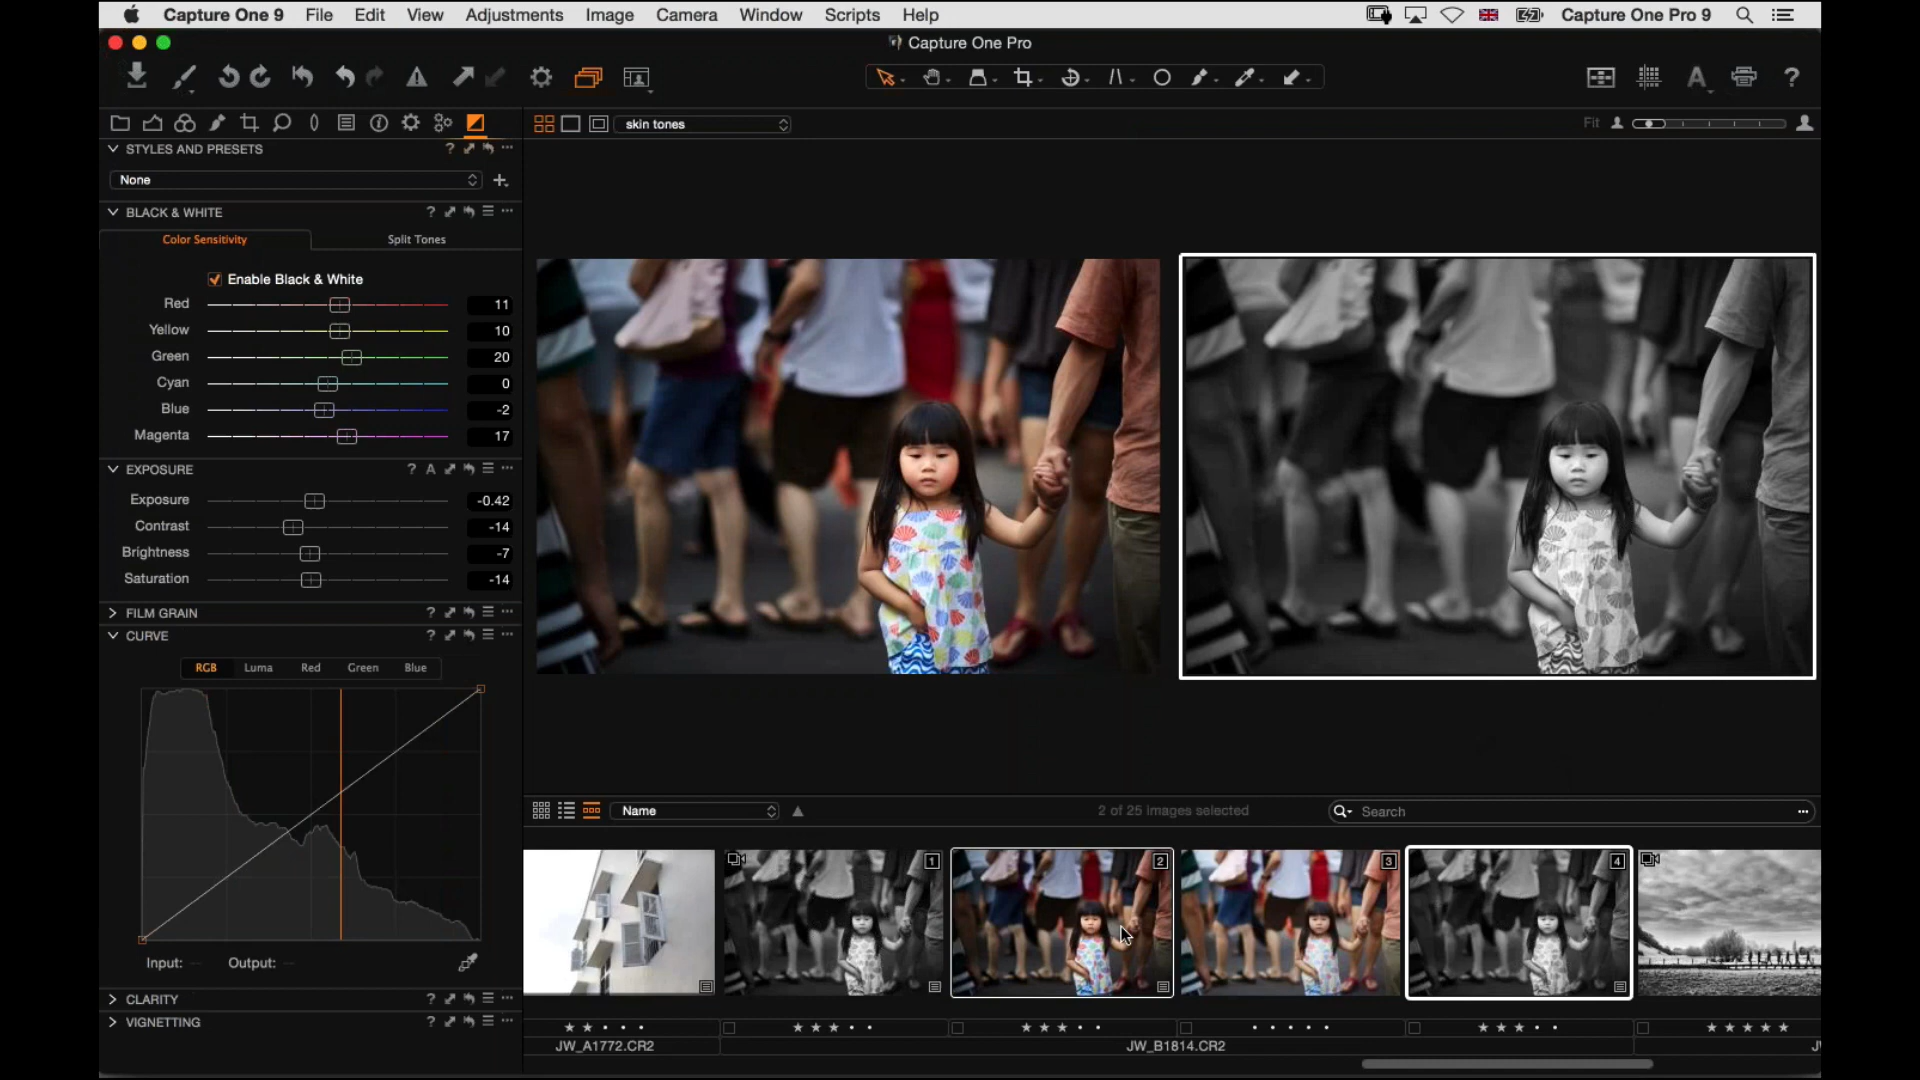 Capture One 9 File Edit View Adjustments Image Camera Window Scripts Help Capture One Pro 9
Capture One Pro
A ?
skin tones
Fit
STYLES AND PRESETS ?
None
BLACK & WHITE ?
Color Sensitivity Split Tones
Enable Black & White
Red 11
Yellow 10
Green 20
Cyan 0
Blue -2
Magenta 17
EXPOSURE ? A
Exposure -0.42
Contrast -14
Brightness -7
Saturation -14
FILM GRAIN ?
CURVE ?
RGB Luma Red Green Blue
Input: -- Output: --
CLARITY ?
VIGNETTING ?
Name 2 of 25 images selected Search
1 2 3 4
JW_A1772.CR2 JW_B1814.CR2